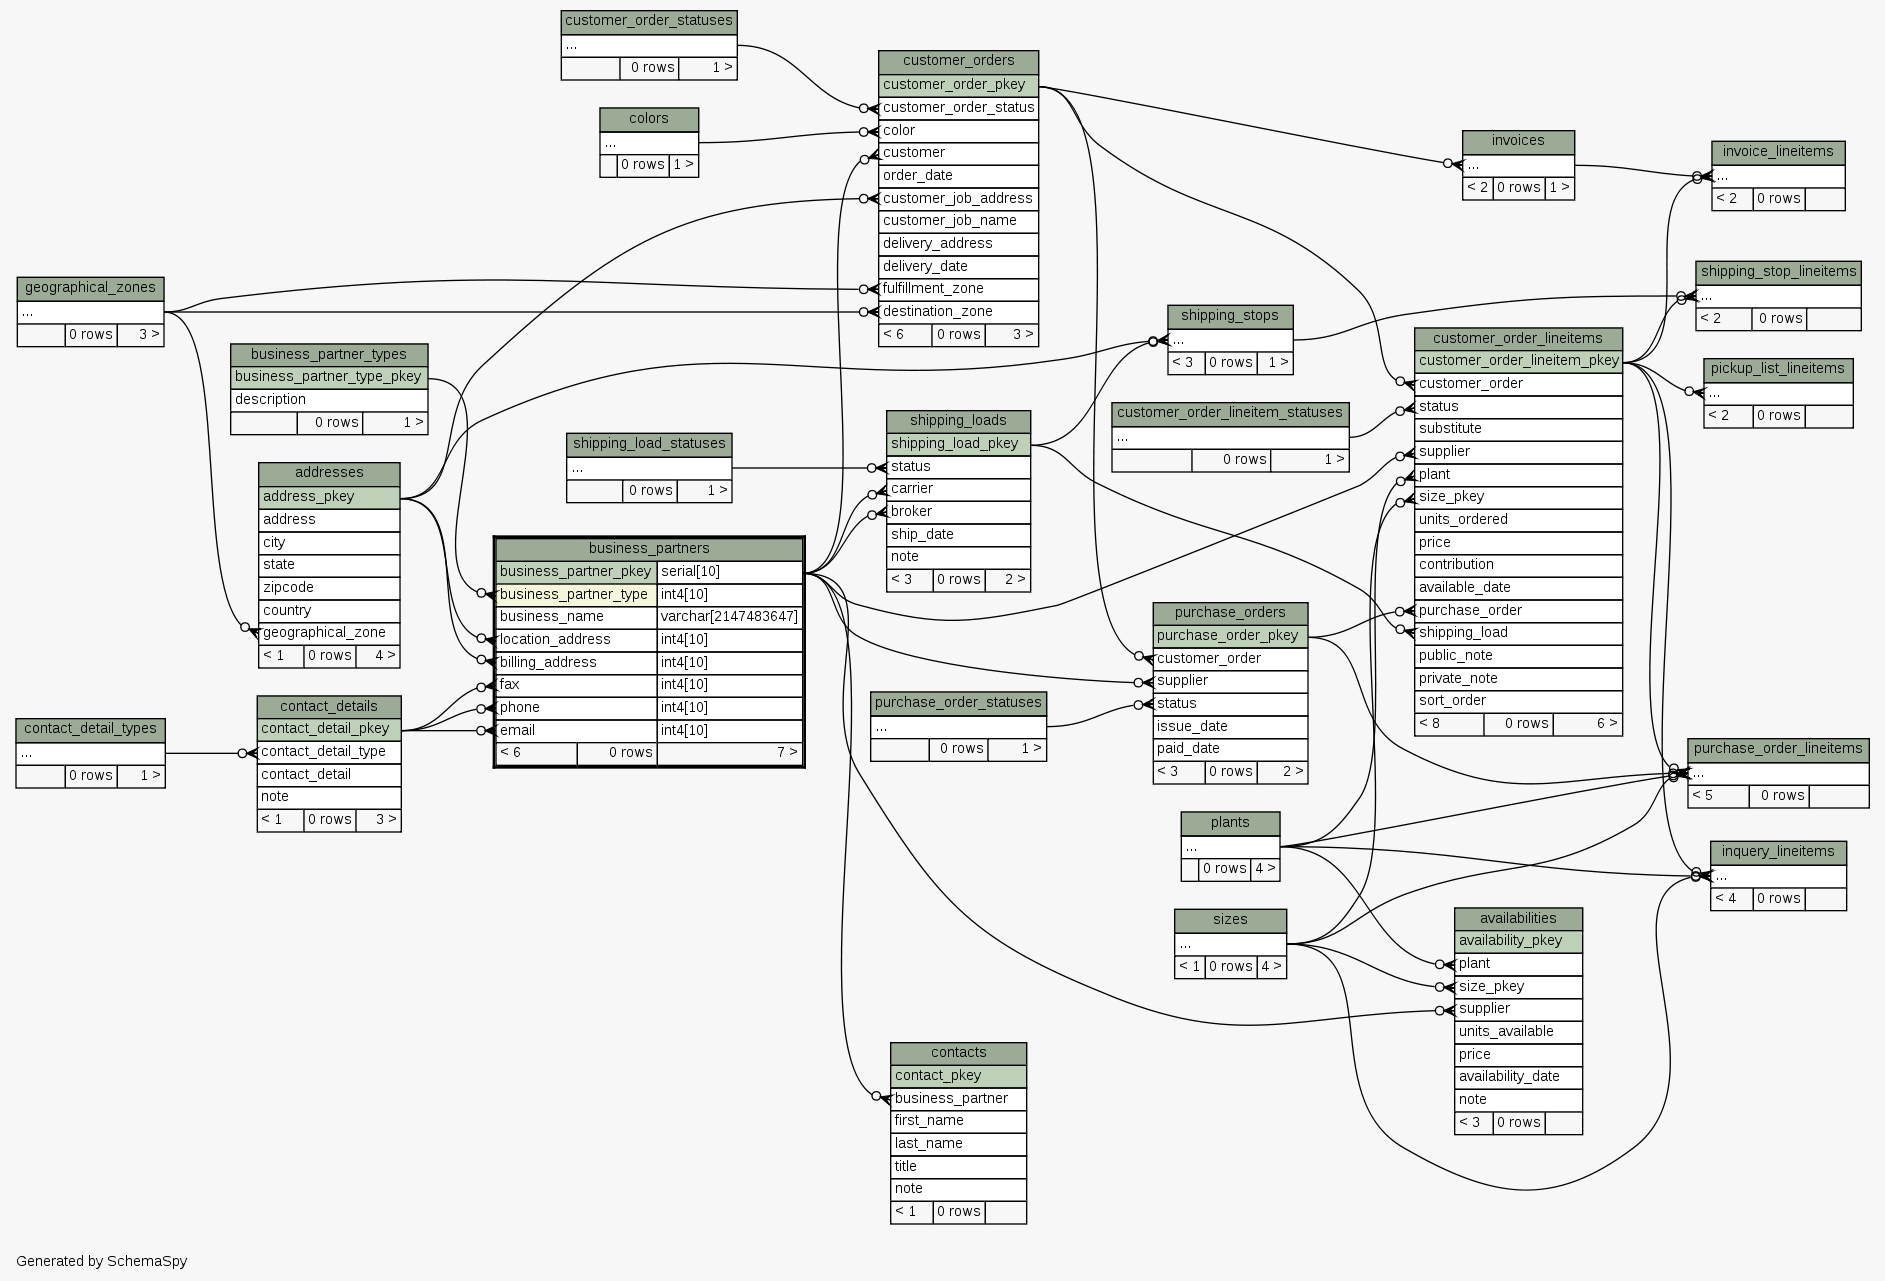 customer_order_statuses
...
0 rows 1 >
customer_orders
customer_order_pkey
customer_order_status
color
customer
order_date
customer_job_address
customer_job_name
delivery_address
delivery_date
fulfillment_zone
destination_zone
< 6 0 rows 3 >
colors
...
0 rows 1 >
invoices
...
< 2 0 rows 1 >
invoice_lineitems
...
< 2 0 rows
geographical_zones
...
0 rows 3 >
shipping_stop_lineitems
...
< 2 0 rows
shipping_stops
...
< 3 0 rows 1 >
business_partner_types
business_partner_type_pkey
description
0 rows 1 >
customer_order_lineitems
customer_order_lineitem_pkey
customer_order
status
substitute
supplier
plant
size_pkey
units_ordered
price
contribution
available_date
purchase_order
shipping_load
public_note
private_note
sort_order
< 8 0 rows 6 >
pickup_list_lineitems
...
< 2 0 rows
customer_order_lineitem_statuses
...
0 rows 1 >
shipping_loads
shipping_load_pkey
status
carrier
broker
ship_date
note
< 3 0 rows 2 >
shipping_load_statuses
...
0 rows 1 >
addresses
address_pkey
address
city
state
zipcode
country
geographical_zone
< 1 0 rows 4 >
business_partners
business_partner_pkey serial[10]
business_partner_type int4[10]
business_name varchar[2147483647]
location_address int4[10]
billing_address int4[10]
fax int4[10]
phone int4[10]
email int4[10]
< 6 0 rows 7 >
purchase_orders
purchase_order_pkey
customer_order
supplier
status
issue_date
paid_date
< 3 0 rows 2 >
purchase_order_statuses
...
0 rows 1 >
contact_details
contact_detail_pkey
contact_detail_type
contact_detail
note
< 1 0 rows 3 >
contact_detail_types
...
0 rows 1 >
purchase_order_lineitems
...
< 5 0 rows
plants
...
0 rows 4 >
inquery_lineitems
...
< 4 0 rows
sizes
...
< 1 0 rows 4 >
availabilities
availability_pkey
plant
size_pkey
supplier
units_available
price
availability_date
note
< 3 0 rows
contacts
contact_pkey
business_partner
first_name
last_name
title
note
< 1 0 rows
Generated by SchemaSpy